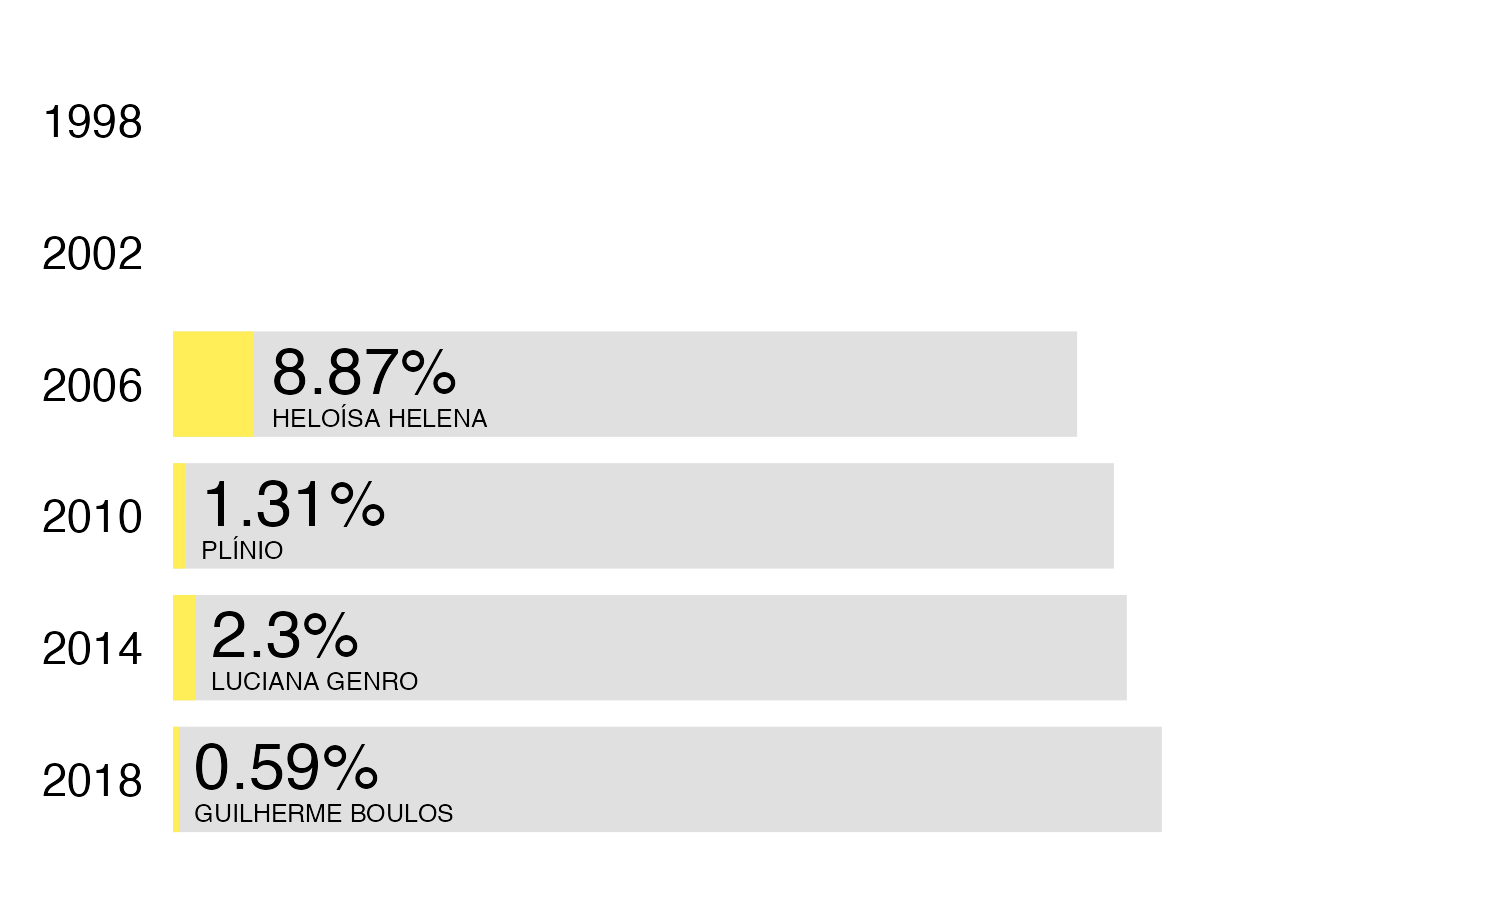 1998
2002
2006
8.87%
HELOÍSA HELENA
2010
1.31%
PLÍNIO
2014
2.3%
LUCIANA GENRO
2018
0.59%
GUILHERME BOULOS